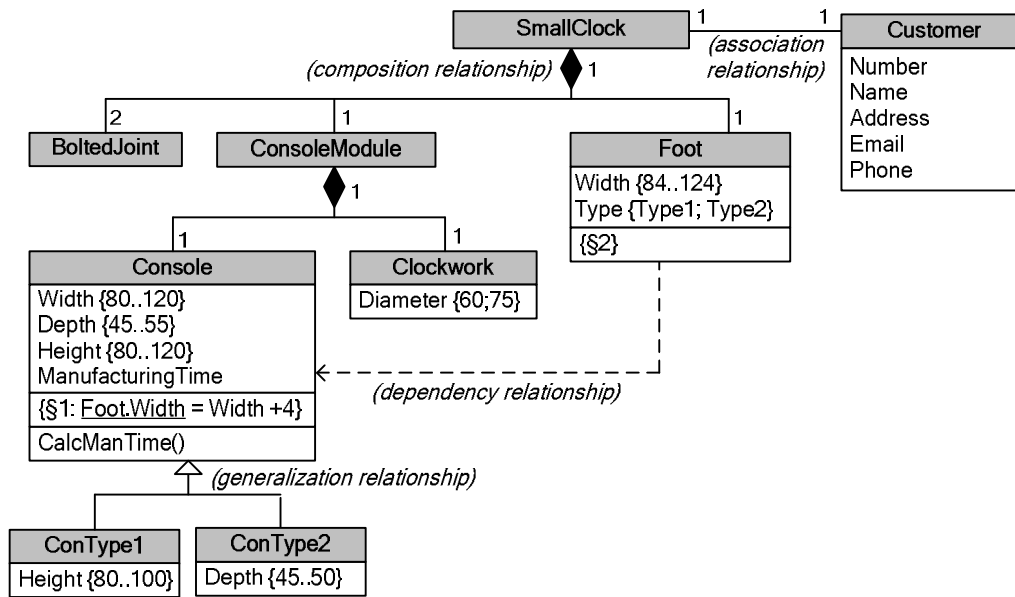 SmallClock
1
1
Customer
(association
relationship)
Number
Name
Address
Email
Phone
(composition relationship)
1
2
BoltedJoint
1
ConsoleModule
1
Foot
Width {84..124}
Type {Type1; Type2}
{§2}
1
1
Console
Width {80..120}
Depth {45..55}
Height {80..120}
ManufacturingTime
{§1: Foot.Width = Width +4}
CalcManTime()
1
Clockwork
Diameter {60;75}
(dependency relationship)
(generalization relationship)
ConType1
Height {80..100}
ConType2
Depth {45..50}